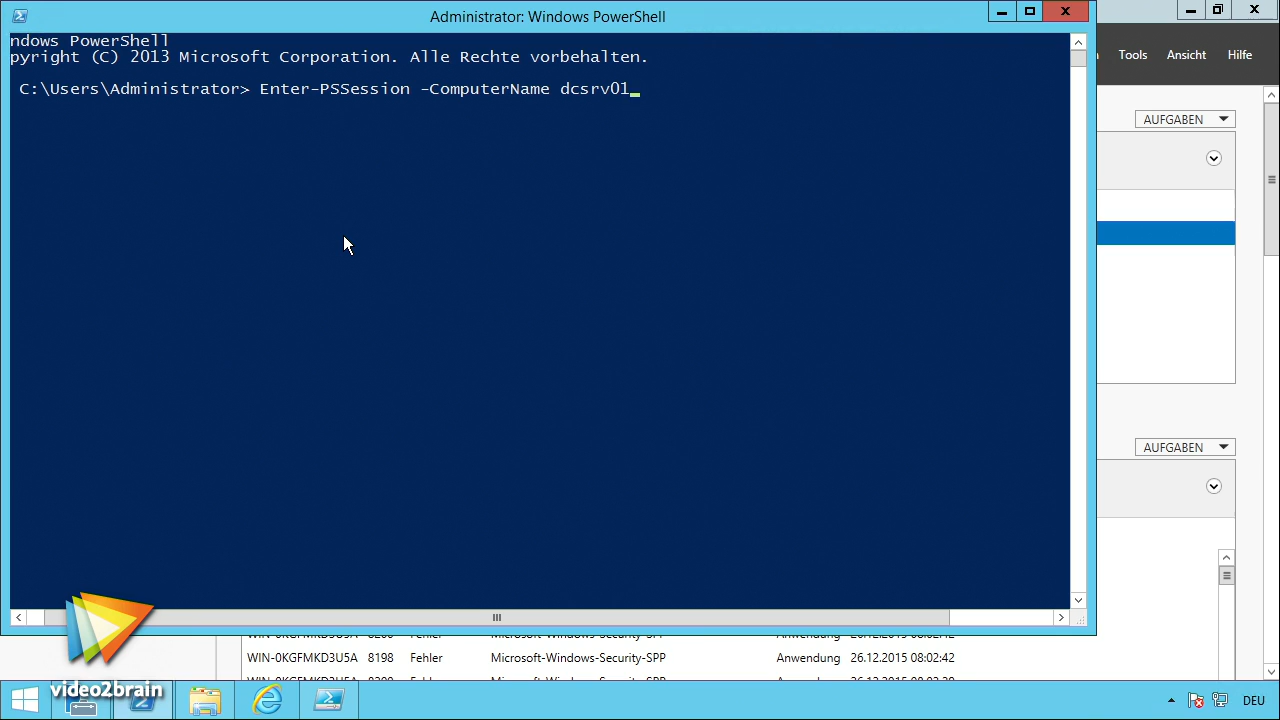 Administrator: Windows PowerShell
ndows PowerShell
pyright (C) 2013 Microsoft Corporation. Alle Rechte vorbehalten.
C:\Users\Administrator> Enter-PSSession -ComputerName dcsrv01
Tools Ansicht Hilfe
AUFGABEN
AUFGABEN
WIN-0KGFMKD3U5A 8198 Fehler Microsoft-Windows-Security-SPP Anwendung 26.12.2015 08:02:42
video2brain
DEU